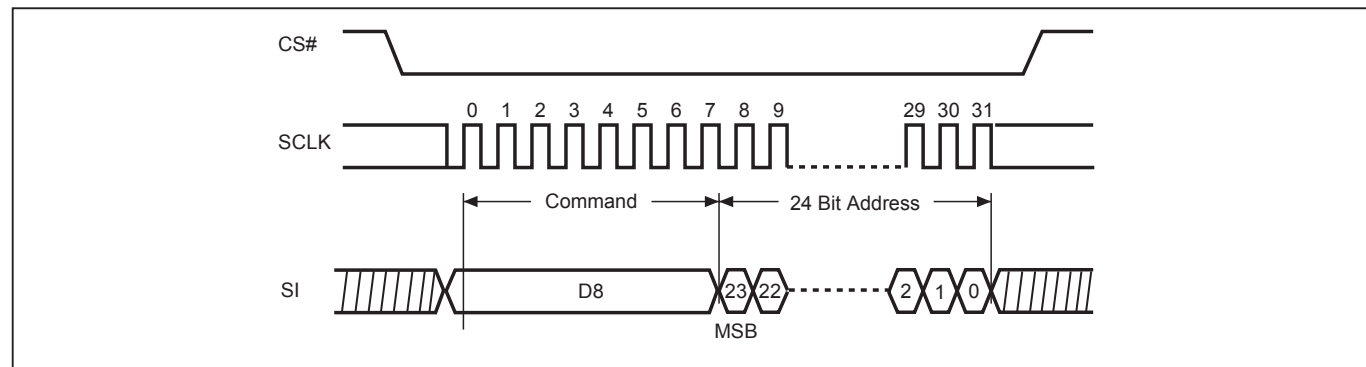 CS#
0 1 2 3 4 5 6 7 8 9 29 30 31
SCLK
Command 24 Bit Address
SI D8 23 22 2 1 0
MSB